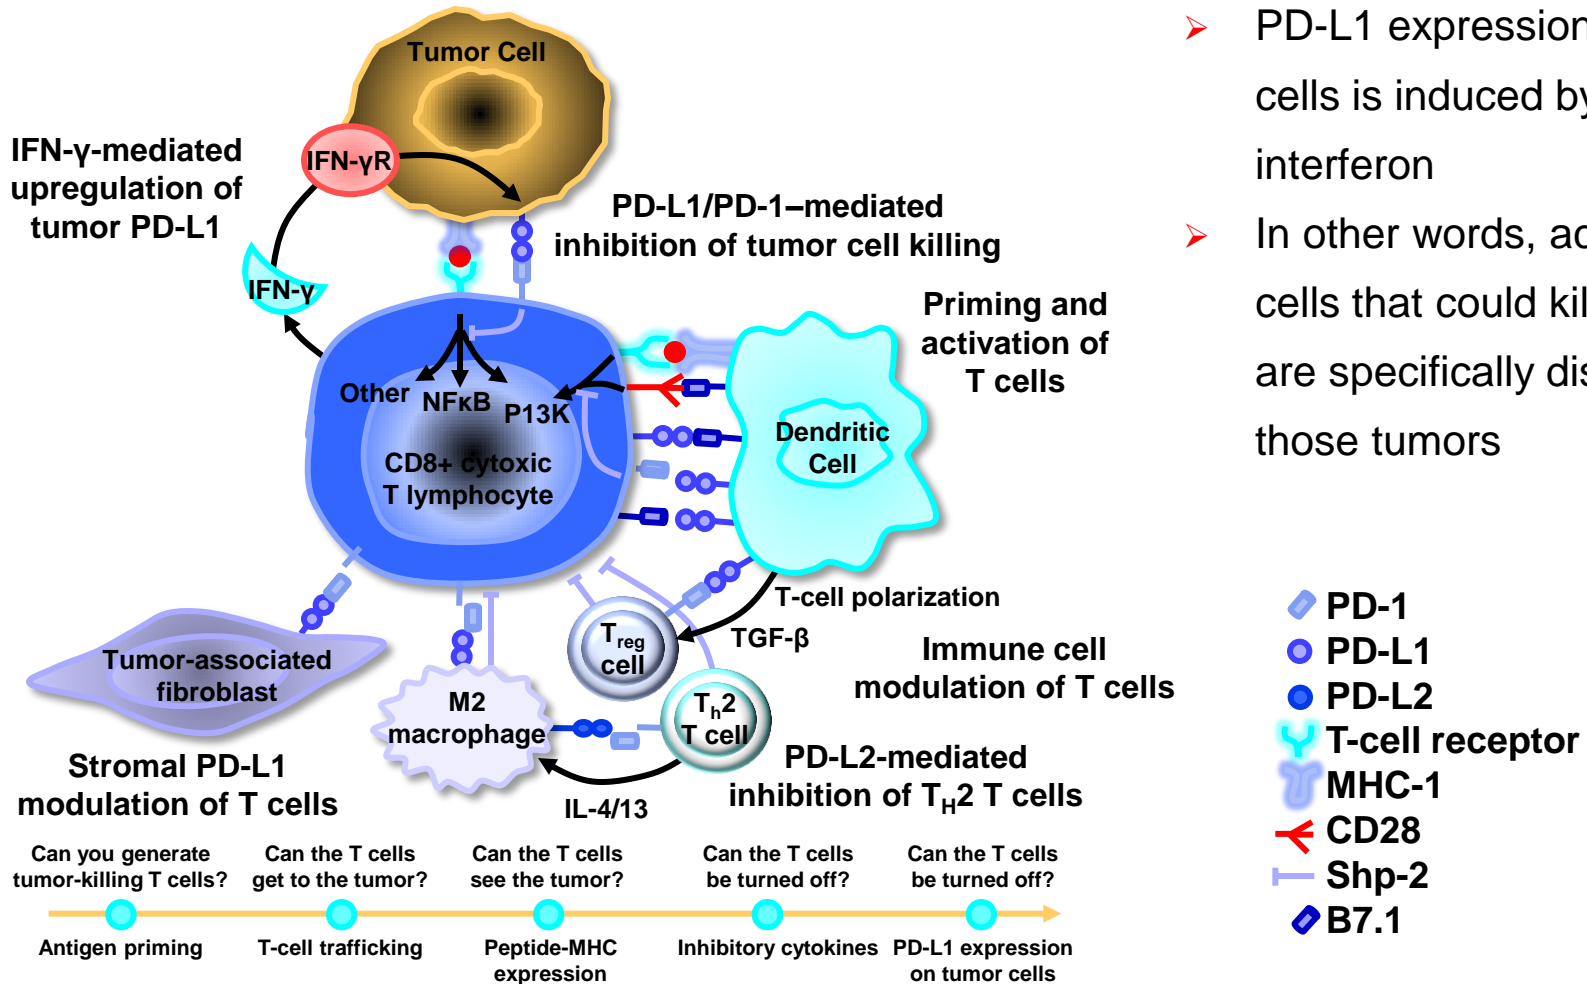 Tumor Cell
IFN-γR
IFN-γ-mediated
upregulation of
tumor PD-L1
IFN-γ
PD-L1/PD-1–mediated
inhibition of tumor cell killing
Priming and
activation of
T cells
Other
NFκB
P13K
CD8+ cytoxic
T lymphocyte
Dendritic
Cell
T-cell polarization
TGF-β
Treg
cell
Immune cell
modulation of T cells
Tumor-associated
fibroblast
M2
macrophage
Th2
T cell
Stromal PD-L1
modulation of T cells
PD-L2-mediated
inhibition of TH2 T cells
IL-4/13
Can you generate
tumor-killing T cells?
Can the T cells
get to the tumor?
Can the T cells
see the tumor?
Can the T cells
be turned off?
Can the T cells
be turned off?
Antigen priming
T-cell trafficking
Peptide-MHC
expression
Inhibitory cytokines
PD-L1 expression
on tumor cells
PD-L1 expression
cells is induced by
interferon
In other words, ac
cells that could kil
are specifically dis
those tumors
PD-1
PD-L1
PD-L2
T-cell receptor
MHC-1
CD28
Shp-2
B7.1